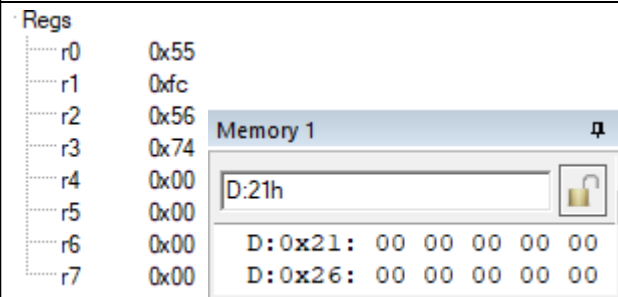 Regs
r0 0x55
r1 0xfc
r2 0x56
r3 0x74
r4 0x00
r5 0x00
r6 0x00
r7 0x00
Memory 1
D:21h
D:0x21: 00 00 00 00 00
D:0x26: 00 00 00 00 00